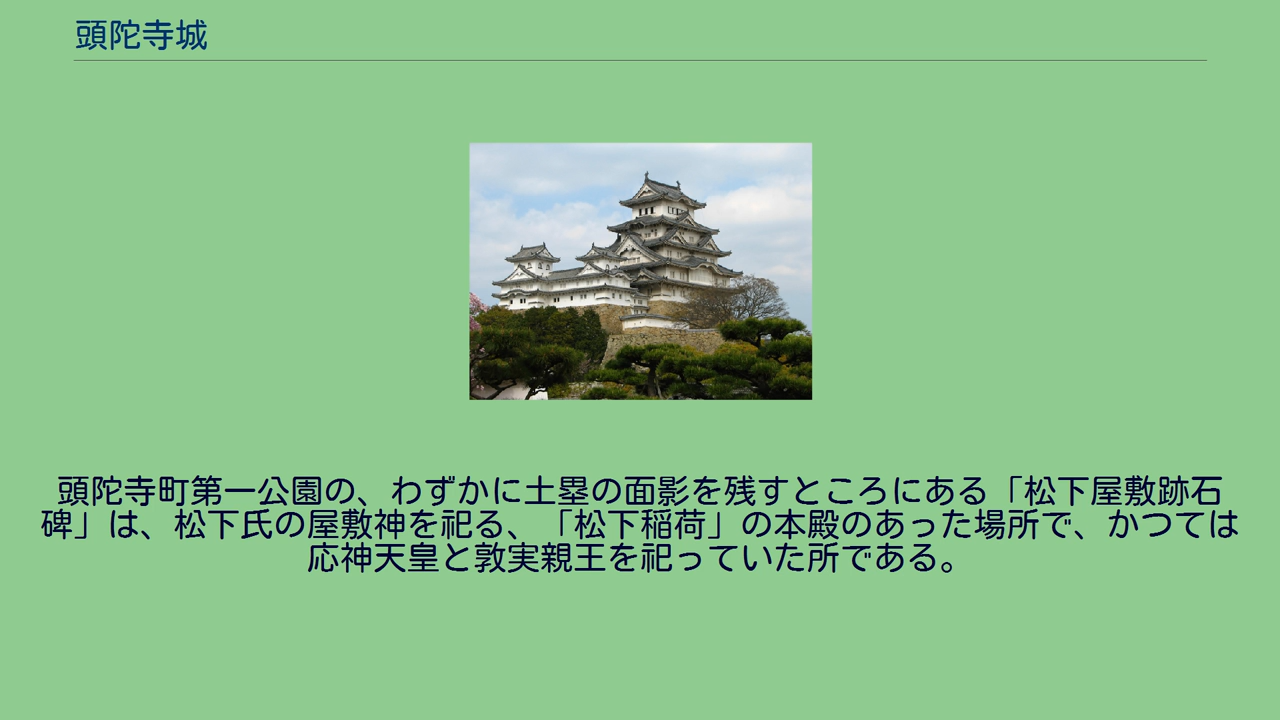 頭陀寺城
頭陀寺町第一公園の、わずかに土塁の面影を残すところにある「松下屋敷跡石
碑」は、松下氏の屋敷神を祀る、「松下稲荷」の本殿のあった場所で、かつては
応神天皇と敦実親王を祀っていた所である。